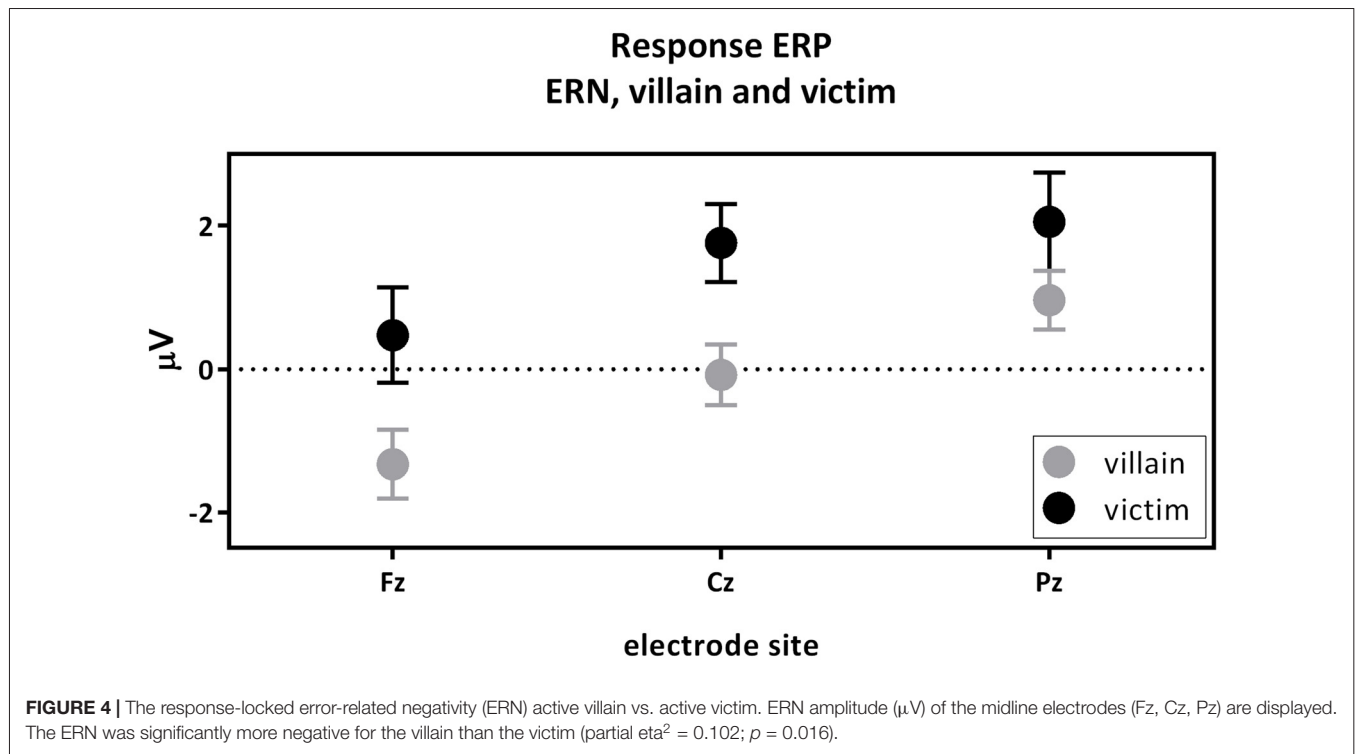 Response ERP
ERN, villain and victim
μV
2
0
-2
Fz Cz Pz
villain
victim
electrode site
FIGURE 4 | The response-locked error-related negativity (ERN) active villain vs. active victim. ERN amplitude (μV) of the midline electrodes (Fz, Cz, Pz) are displayed.
The ERN was significantly more negative for the villain than the victim (partial eta² = 0.102; p = 0.016).